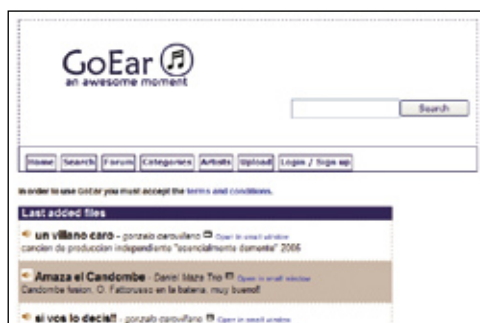 GoEar
an awesome moment
Search
Home Search Forum Categories Artists Upload Login / Sign up
In order to use GoEar you must accept the terms and conditions.
Last added files
un villano caro - gonzalo carovillano Open in small window
cancion de produccion independiente "esencialmente demente" 2005
Amaza el Candombe - Daniel Maza Trio Open in small window
Candombe fusion. O. Fattorusso en la bateria. muy bueno!!
si vos lo decis!! - gonzalo carovillano Open in small window